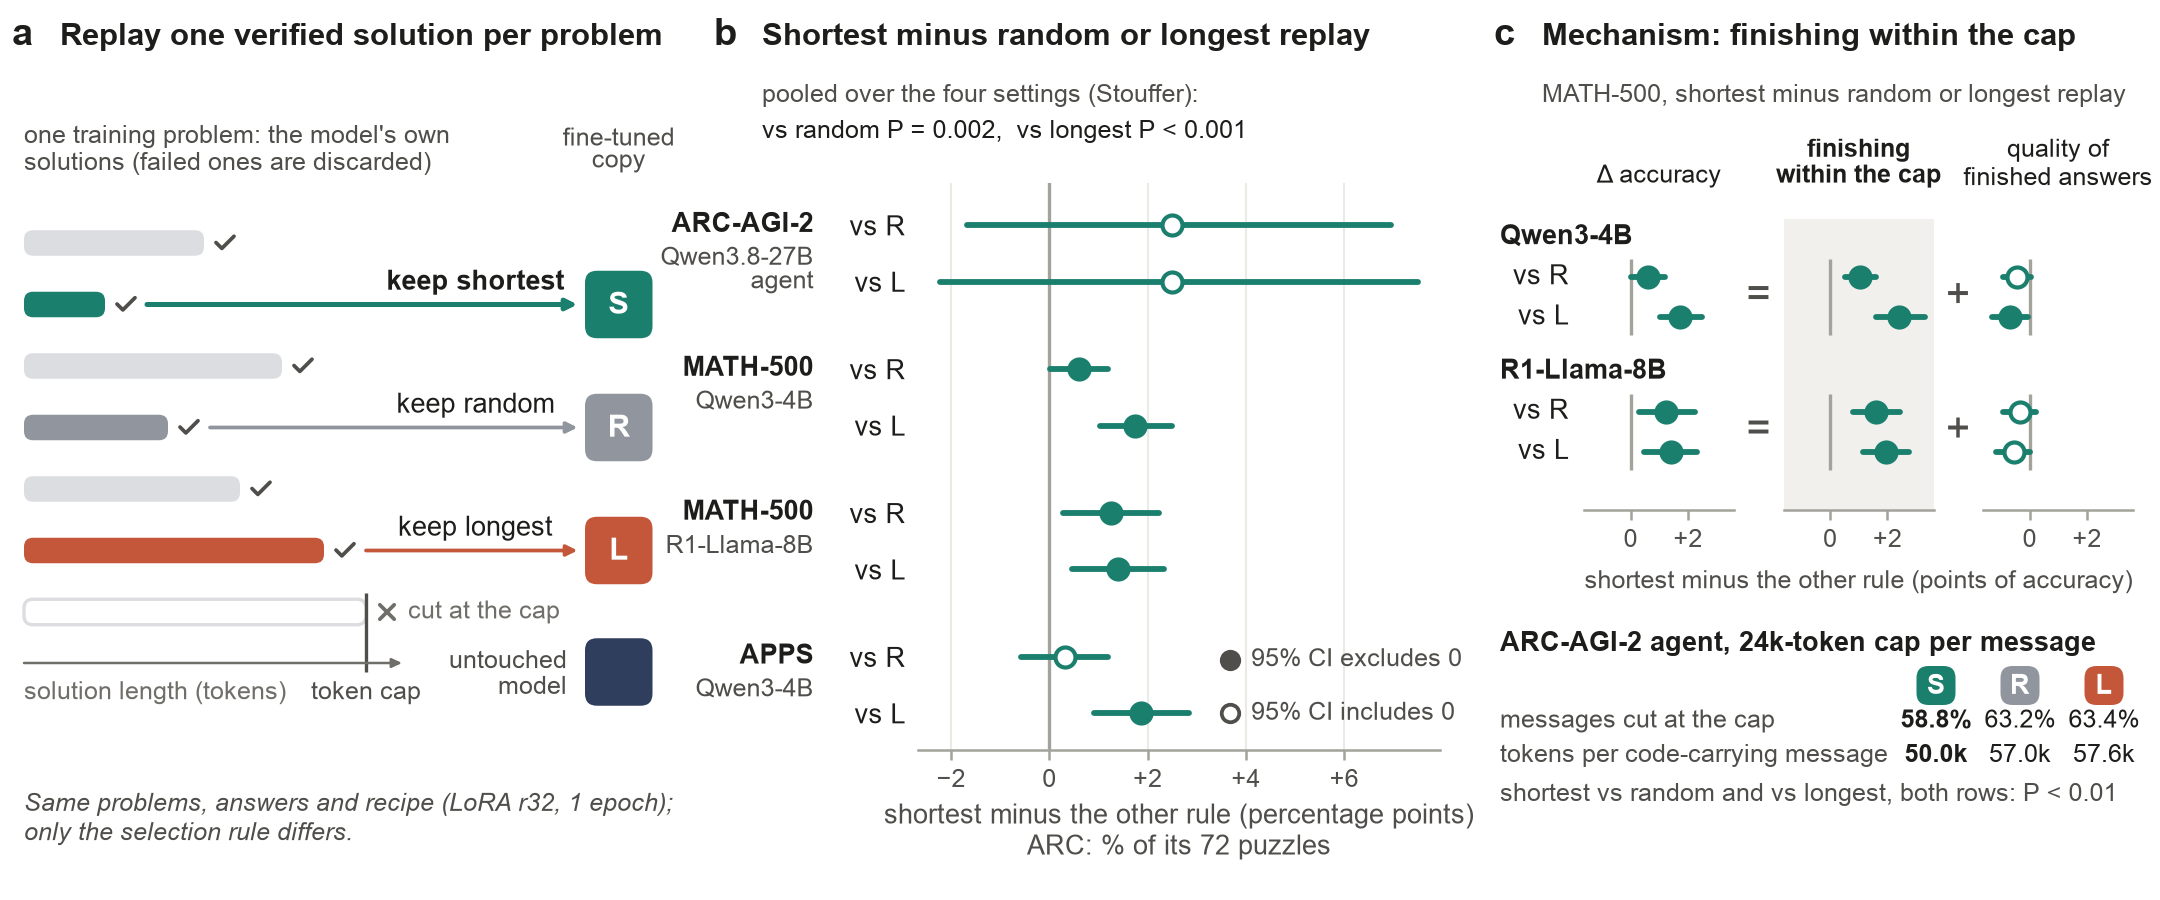 a Replay one verified solution per problem
one training problem: the model's own
solutions (failed ones are discarded)
fine-tuned
copy
keep shortest
S
keep random
R
keep longest
L
cut at the cap
solution length (tokens)
token cap
untouched
model
Same problems, answers and recipe (LoRA r32, 1 epoch);
only the selection rule differs.
b Shortest minus random or longest replay
pooled over the four settings (Stouffer):
vs random P = 0.002, vs longest P < 0.001
ARC-AGI-2
Qwen3.8-27B
agent
vs R
vs L
MATH-500
Qwen3-4B
vs R
vs L
MATH-500
R1-Llama-8B
vs R
vs L
APPS
Qwen3-4B
vs R
vs L
95% CI excludes 0
95% CI includes 0
−2 0 +2 +4 +6
shortest minus the other rule (percentage points)
ARC: % of its 72 puzzles
c Mechanism: finishing within the cap
MATH-500, shortest minus random or longest replay
Δ accuracy
finishing
within the cap
quality of
finished answers
Qwen3-4B
vs R
vs L
= +
R1-Llama-8B
vs R
vs L
= +
0 +2 0 +2 0 +2
shortest minus the other rule (points of accuracy)
ARC-AGI-2 agent, 24k-token cap per message
S R L
messages cut at the cap 58.8% 63.2% 63.4%
tokens per code-carrying message 50.0k 57.0k 57.6k
shortest vs random and vs longest, both rows: P < 0.01